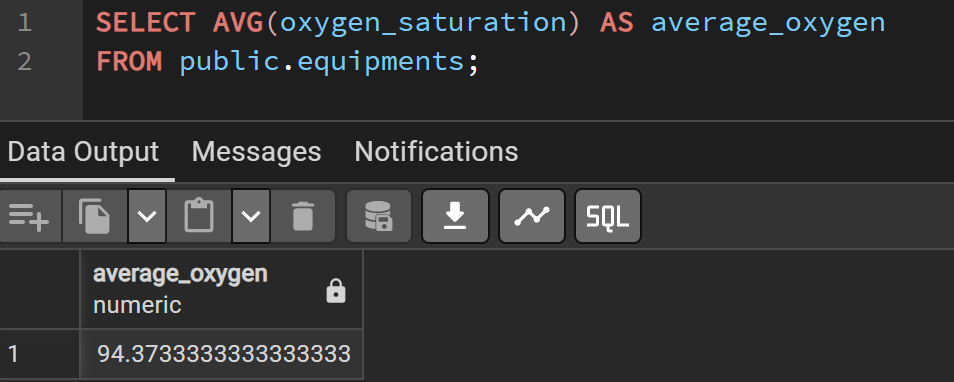 1 SELECT AVG(oxygen_saturation) AS average_oxygen
2 FROM public.equipments;
Data Output Messages Notifications
SQL
average_oxygen
numeric
1 94.3733333333333333